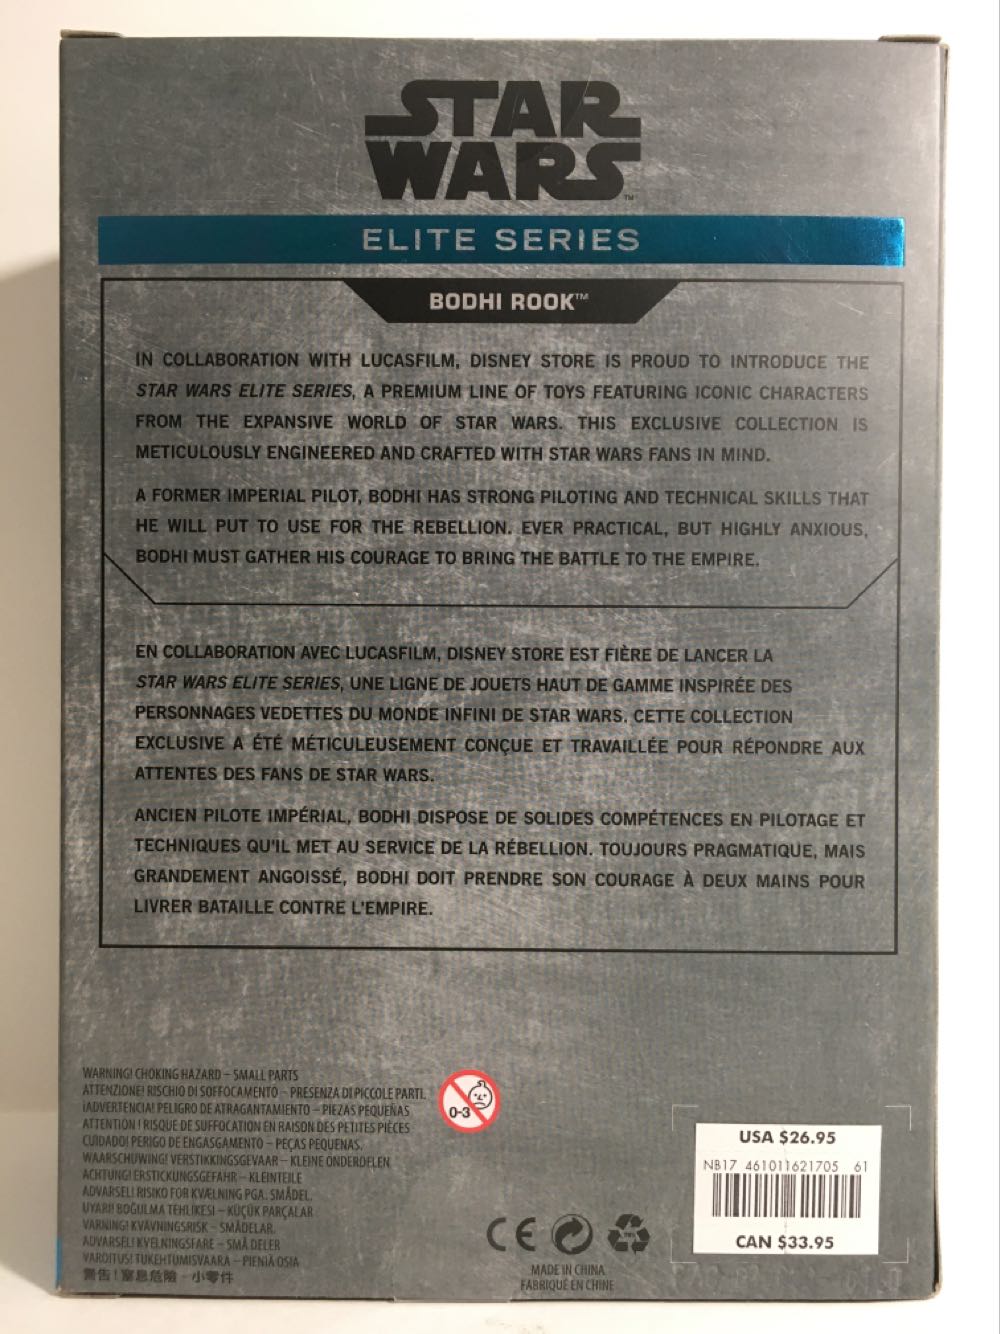 STAR
WARS™
ELITE SERIES
BODHI ROOK™
IN COLLABORATION WITH LUCASFILM, DISNEY STORE IS PROUD TO INTRODUCE THE
STAR WARS ELITE SERIES, A PREMIUM LINE OF TOYS FEATURING ICONIC CHARACTERS
FROM THE EXPANSIVE WORLD OF STAR WARS. THIS EXCLUSIVE COLLECTION IS
METICULOUSLY ENGINEERED AND CRAFTED WITH STAR WARS FANS IN MIND.
A FORMER IMPERIAL PILOT, BODHI HAS STRONG PILOTING AND TECHNICAL SKILLS THAT
HE WILL PUT TO USE FOR THE REBELLION. EVER PRACTICAL, BUT HIGHLY ANXIOUS,
BODHI MUST GATHER HIS COURAGE TO BRING THE BATTLE TO THE EMPIRE.
EN COLLABORATION AVEC LUCASFILM, DISNEY STORE EST FIÈRE DE LANCER LA
STAR WARS ELITE SERIES, UNE LIGNE DE JOUETS HAUT DE GAMME INSPIRÉE DES
PERSONNAGES VEDETTES DU MONDE INFINI DE STAR WARS. CETTE COLLECTION
EXCLUSIVE A ÉTÉ MÉTICULEUSEMENT CONÇUE ET TRAVAILLÉE POUR RÉPONDRE AUX
ATTENTES DES FANS DE STAR WARS.
ANCIEN PILOTE IMPÉRIAL, BODHI DISPOSE DE SOLIDES COMPÉTENCES EN PILOTAGE ET
TECHNIQUES QU'IL MET AU SERVICE DE LA RÉBELLION. TOUJOURS PRAGMATIQUE, MAIS
GRANDEMENT ANGOISSÉ, BODHI DOIT PRENDRE SON COURAGE À DEUX MAINS POUR
LIVRER BATAILLE CONTRE L'EMPIRE.
WARNING! CHOKING HAZARD – SMALL PARTS
ATTENZIONE! RISCHIO DI SOFFOCAMENTO – PRESENZA DI PICCOLE PARTI.
¡ADVERTENCIA! PELIGRO DE ATRAGANTAMIENTO – PIEZAS PEQUEÑAS
ATTENTION ! RISQUE DE SUFFOCATION EN RAISON DES PETITES PIÈCES
CUIDADO! PERIGO DE ENGASGAMENTO – PEÇAS PEQUENAS.
WAARSCHUWING! VERSTIKKINGSGEVAAR – KLEINE ONDERDELEN
ACHTUNG! ERSTICKUNGSGEFAHR – KLEINTEILE
ADVARSEL! RISIKO FOR KVÆLNING PGA. SMÅDEL.
UYARI! BOĞULMA TEHLİKESİ – KÜÇÜK PARÇALAR
VARNING! KVÄVNINGSRISK – SMÅDELAR.
ADVARSEL! KVELNINGSFARE – SMÅ DELER
VAROITUS! TUKEHTUMISVAARA – PIENIÄ OSIA
警告！窒息危險 - 小零件
0-3
CE
MADE IN CHINA
FABRIQUÉ EN CHINE
USA $26.95
NB17 461011621705 61
CAN $33.95